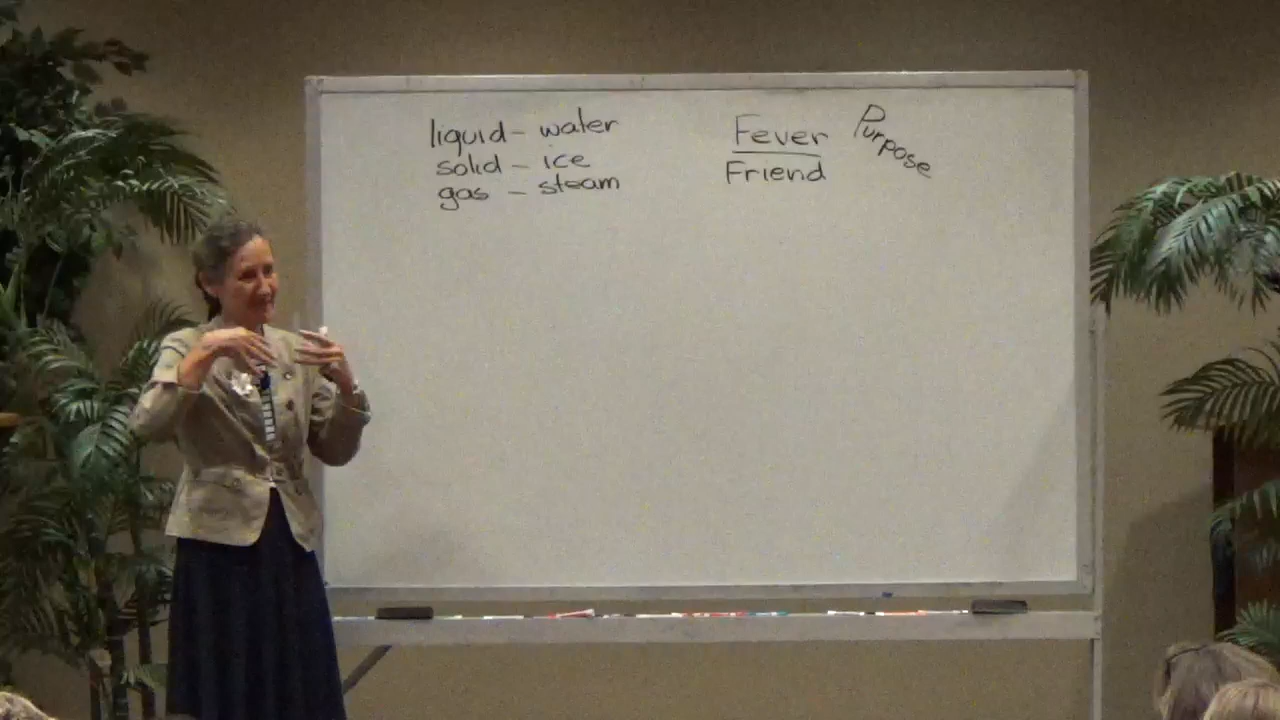 liquid - water
solid - ice
gas - steam
Fever
Friend
Purpose